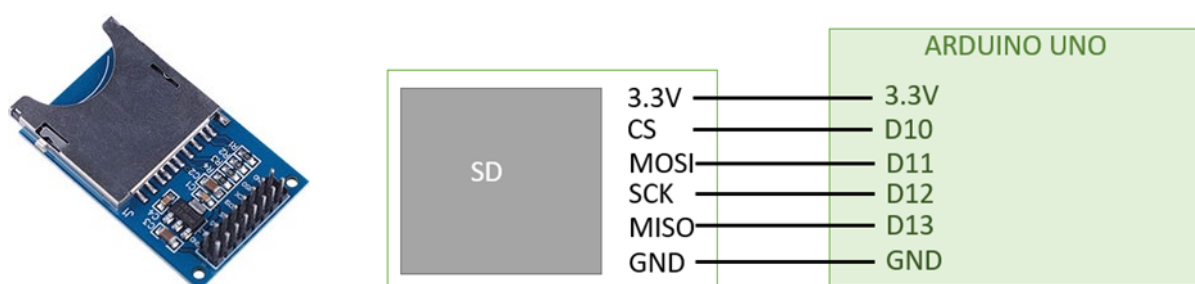 ARDUINO UNO
3.3V 3.3V
CS D10
MOSI D11
SD
SCK D12
MISO D13
GND GND